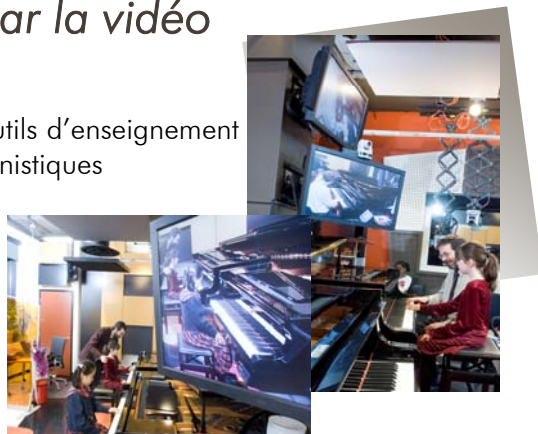 ar la vidéo
utils d'enseignement
nistiques